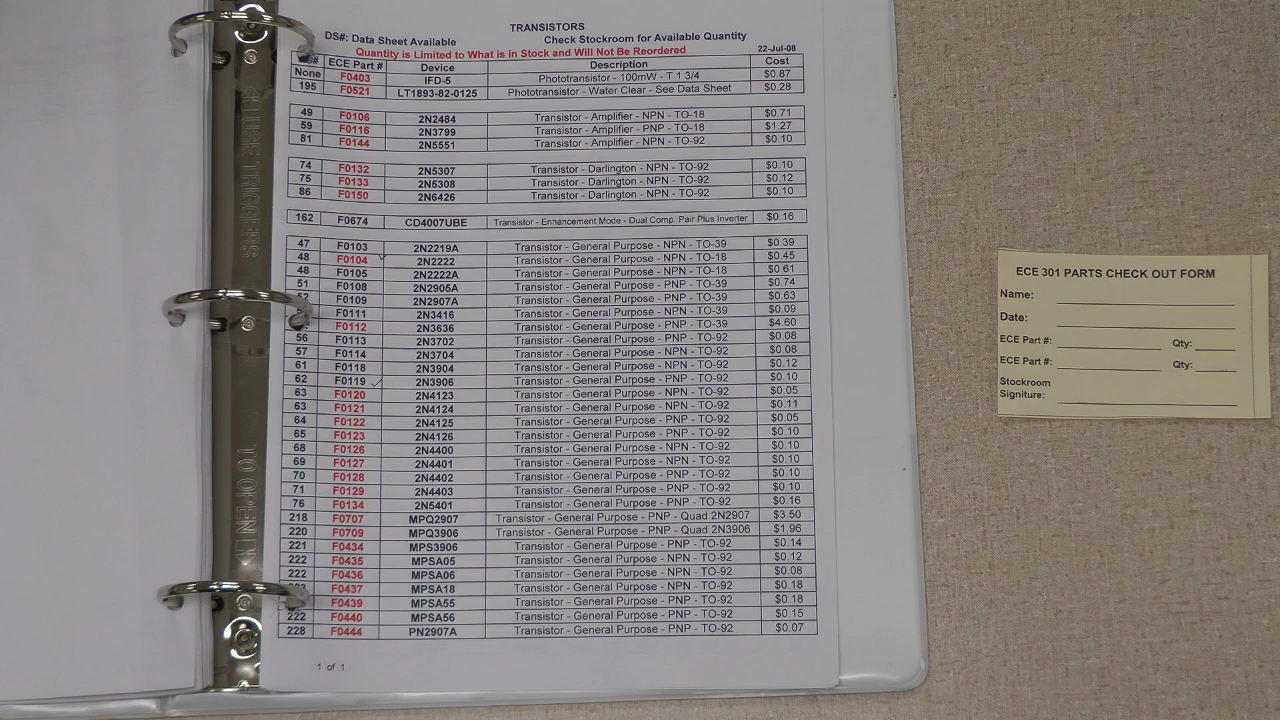 TRANSISTORS
DS#: Data Sheet Available Check Stockroom for Available Quantity
Quantity is Limited to What is in Stock and Will Not Be Reordered 22-Jul-08
ECE Part # Device Description Cost
None F0403 IFD-5 Phototransistor - 100mW - T 1 3/4 $0.87
195 F0521 LT1893-82-0125 Phototransistor - Water Clear - See Data Sheet $0.28
49 F0106 2N2484 Transistor - Amplifier - NPN - TO-18 $0.71
59 F0116 2N3799 Transistor - Amplifier - PNP - TO-18 $1.27
81 F0144 2N5551 Transistor - Amplifier - NPN - TO-92 $0.10
74 F0132 2N5307 Transistor - Darlington - NPN - TO-92 $0.10
75 F0133 2N5308 Transistor - Darlington - NPN - TO-92 $0.12
86 F0150 2N6426 Transistor - Darlington - NPN - TO-92 $0.10
162 F0674 CD4007UBE Transistor - Enhancement Mode - Dual Comp. Pair Plus Inverter $0.16
47 F0103 2N2219A Transistor - General Purpose - NPN - TO-39 $0.39
48 F0104 2N2222 Transistor - General Purpose - NPN - TO-18 $0.45
48 F0105 2N2222A Transistor - General Purpose - NPN - TO-18 $0.61
51 F0108 2N2905A Transistor - General Purpose - PNP - TO-39 $0.74
52 F0109 2N2907A Transistor - General Purpose - PNP - TO-39 $0.63
F0111 2N3416 Transistor - General Purpose - NPN - TO-39 $0.09
F0112 2N3636 Transistor - General Purpose - PNP - TO-39 $4.60
56 F0113 2N3702 Transistor - General Purpose - PNP - TO-92 $0.08
57 F0114 2N3704 Transistor - General Purpose - NPN - TO-92 $0.08
61 F0118 2N3904 Transistor - General Purpose - NPN - TO-92 $0.12
62 F0119 2N3906 Transistor - General Purpose - PNP - TO-92 $0.10
63 F0120 2N4123 Transistor - General Purpose - NPN - TO-92 $0.05
63 F0121 2N4124 Transistor - General Purpose - NPN - TO-92 $0.11
64 F0122 2N4125 Transistor - General Purpose - PNP - TO-92 $0.05
65 F0123 2N4126 Transistor - General Purpose - PNP - TO-92 $0.10
68 F0126 2N4400 Transistor - General Purpose - NPN - TO-92 $0.10
69 F0127 2N4401 Transistor - General Purpose - NPN - TO-92 $0.10
70 F0128 2N4402 Transistor - General Purpose - PNP - TO-92 $0.10
71 F0129 2N4403 Transistor - General Purpose - PNP - TO-92 $0.10
76 F0134 2N5401 Transistor - General Purpose - PNP - TO-92 $0.16
218 F0707 MPQ2907 Transistor - General Purpose - PNP - Quad 2N2907 $3.50
220 F0709 MPQ3906 Transistor - General Purpose - PNP - Quad 2N3906 $1.96
221 F0434 MPS3906 Transistor - General Purpose - PNP - TO-92 $0.14
222 F0435 MPSA05 Transistor - General Purpose - NPN - TO-92 $0.12
222 F0436 MPSA06 Transistor - General Purpose - NPN - TO-92 $0.08
F0437 MPSA18 Transistor - General Purpose - NPN - TO-92 $0.18
F0439 MPSA55 Transistor - General Purpose - PNP - TO-92 $0.18
222 F0440 MPSA56 Transistor - General Purpose - PNP - TO-92 $0.15
228 F0444 PN2907A Transistor - General Purpose - PNP - TO-92 $0.07
1 of 1
USE TRIGGERS
TO OPEN
ECE 301 PARTS CHECK OUT FORM
Name:
Date:
ECE Part #: Qty:
ECE Part #: Qty:
Stockroom
Signiture: